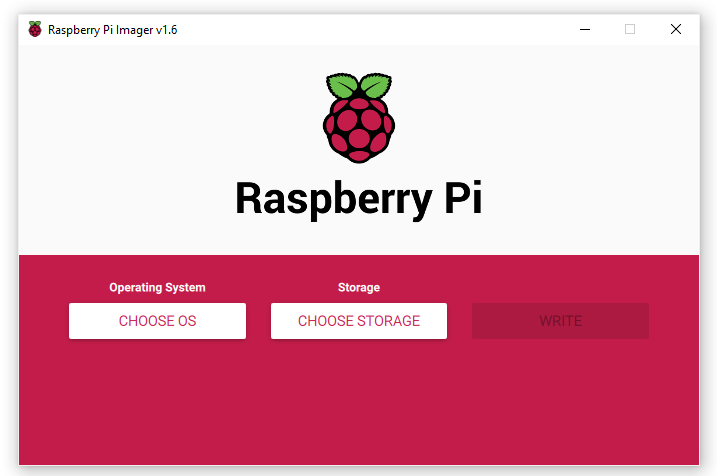 Raspberry Pi Imager v1.6
Raspberry Pi
Operating System
Storage
CHOOSE OS
CHOOSE STORAGE
WRITE